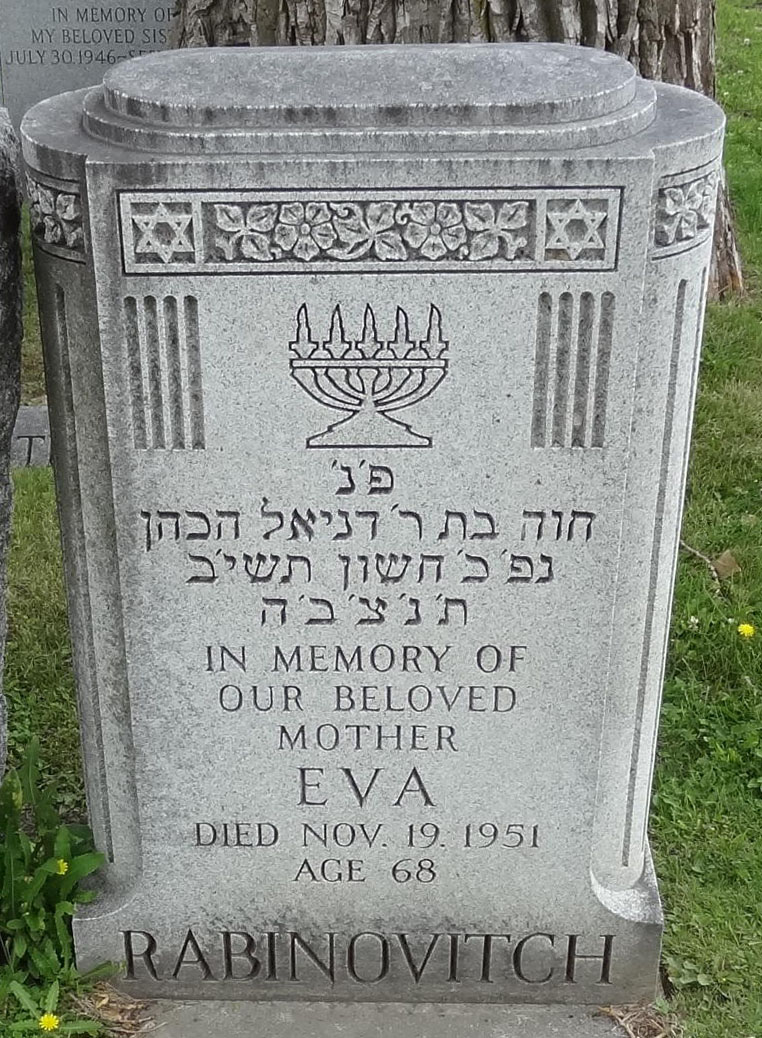 IN MEMORY OF
MY BELOVED SIS
JULY 30.1946–SEP
פ׳נ׳
חוה בת ר׳ דניאל הכהן
נפ׳ כ׳ חשון תשי׳ב
ת׳נ׳צ׳ב׳ה
IN MEMORY OF
OUR BELOVED
MOTHER
EVA
DIED NOV. 19. 1951
AGE 68
RABINOVITCH